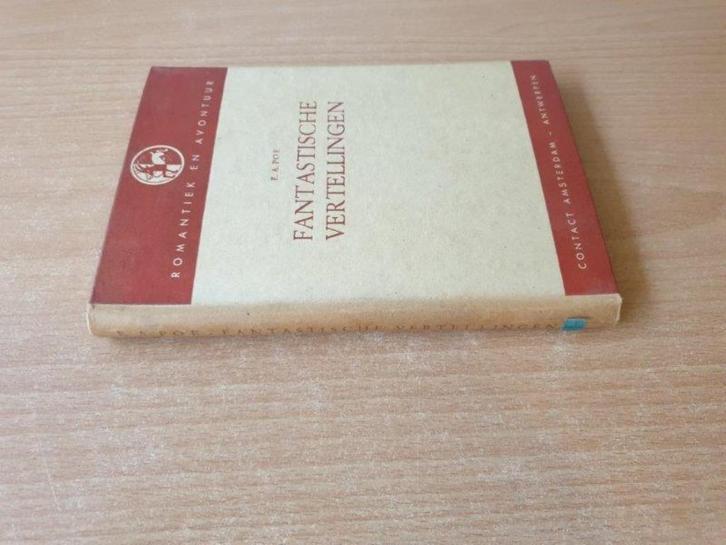 ROMANTIEK EN AVONTUUR
E. A. POE
FANTASTISCHE
VERTELLINGEN
CONTACT AMSTERDAM - ANTWERPEN
E. A. POE FANTASTISCHE VERTELLINGEN